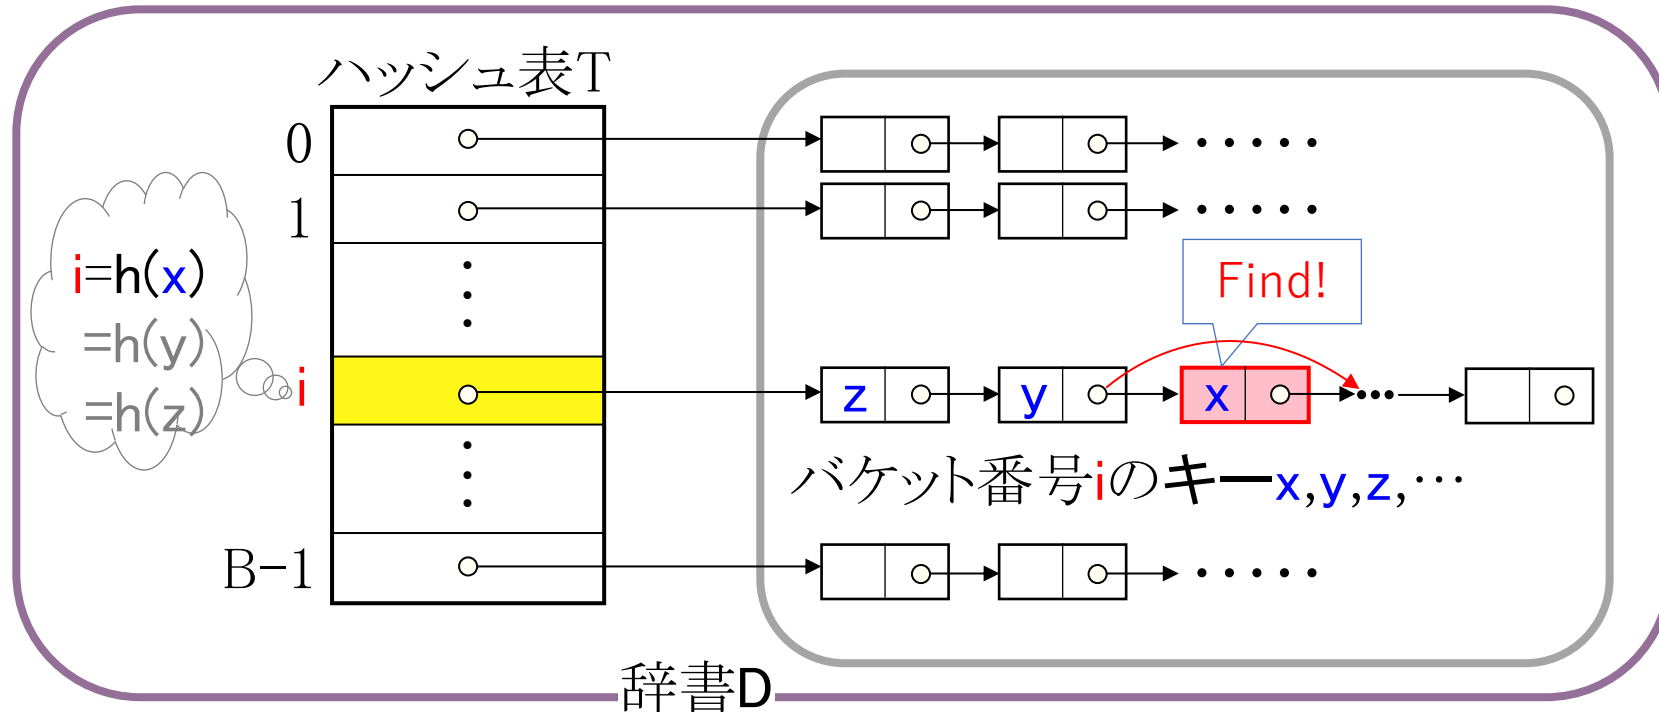 ハッシュ表T
0
1
i=h(x)
=h(y)
=h(z)
Find!
i
z
y
x
バケット番号iのキーx,y,z,…
B-1
辞書D